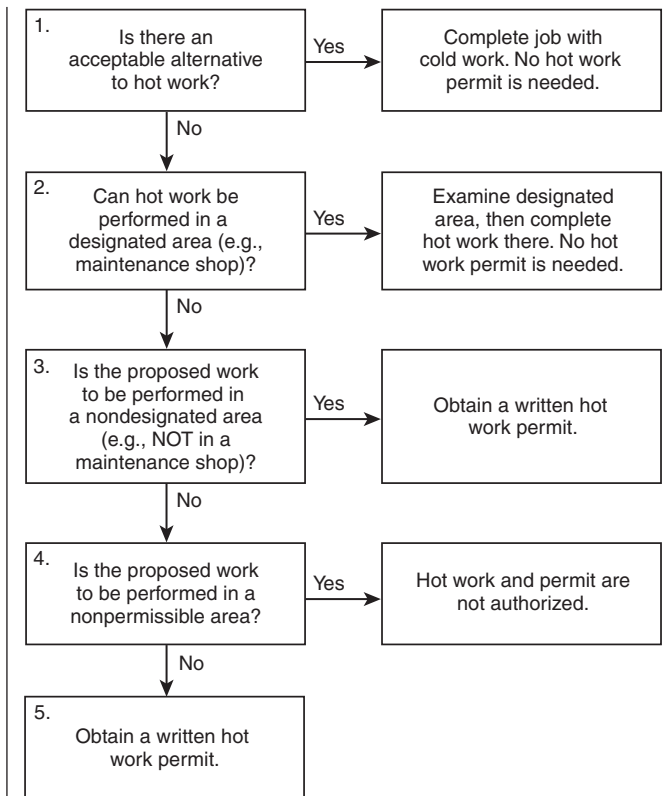 1.
Is there an
acceptable alternative
to hot work?
Yes
Complete job with
cold work. No hot work
permit is needed.
No
2.
Can hot work be
performed in a
designated area (e.g.,
maintenance shop)?
Yes
Examine designated
area, then complete
hot work there. No hot
work permit is needed.
No
3.
Is the proposed work
to be performed in
a nondesignated area
(e.g., NOT in a
maintenance shop)?
Yes
Obtain a written hot
work permit.
No
4.
Is the proposed work
to be performed in a
nonpermissible area?
Yes
Hot work and permit are
not authorized.
No
5.
Obtain a written hot
work permit.